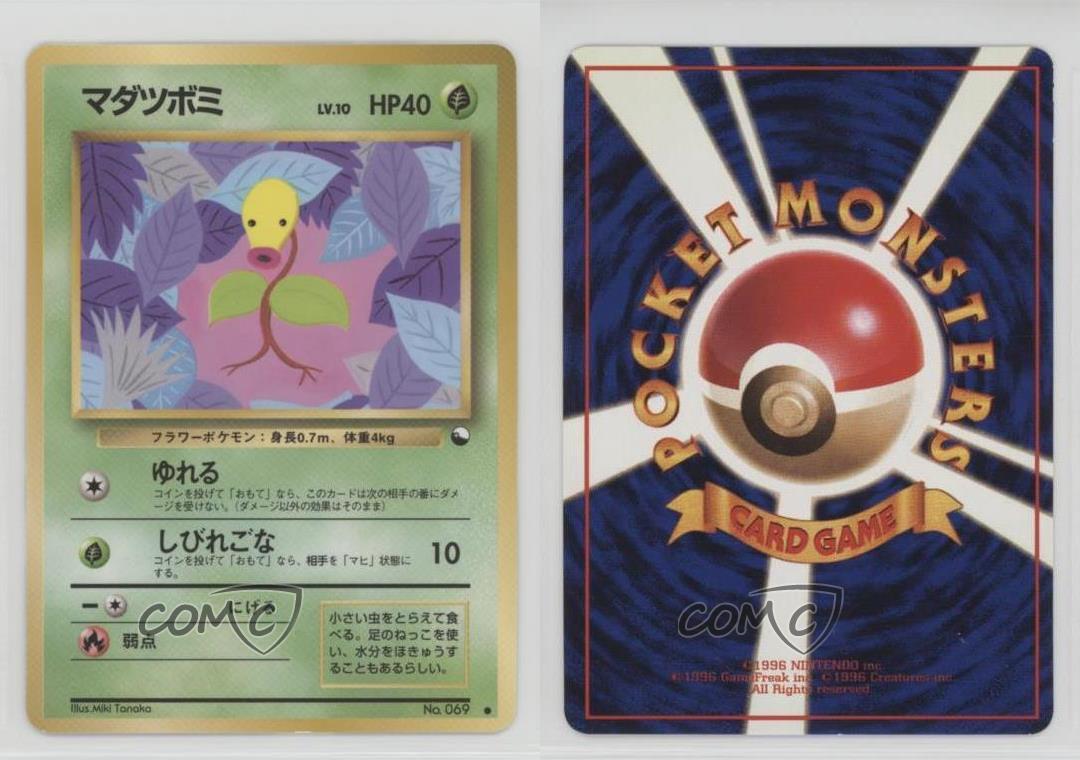 マダツボミ LV.10 HP40
フラワーポケモン：身長0.7m、体重4kg
ゆれる
コインを投げて「おもて」なら、このカードは次の相手の番にダメ
ージを受けない。（ダメージ以外の効果はそのまま）
しびれごな 10
コインを投げて「おもて」なら、相手を「マヒ」状態に
する。
にげる
弱点
小さい虫をとらえて食
べる。足のねっこを使
い、水分をほきゅうす
ることもあるらしい。
Illus.Miki Tanaka No. 069
COMC
POCKET MONSTERS
CARD GAME
COMC
©1996 NINTENDO inc.
©1996 GameFreak inc. ©1996 Creatures inc.
All Rights reserved.